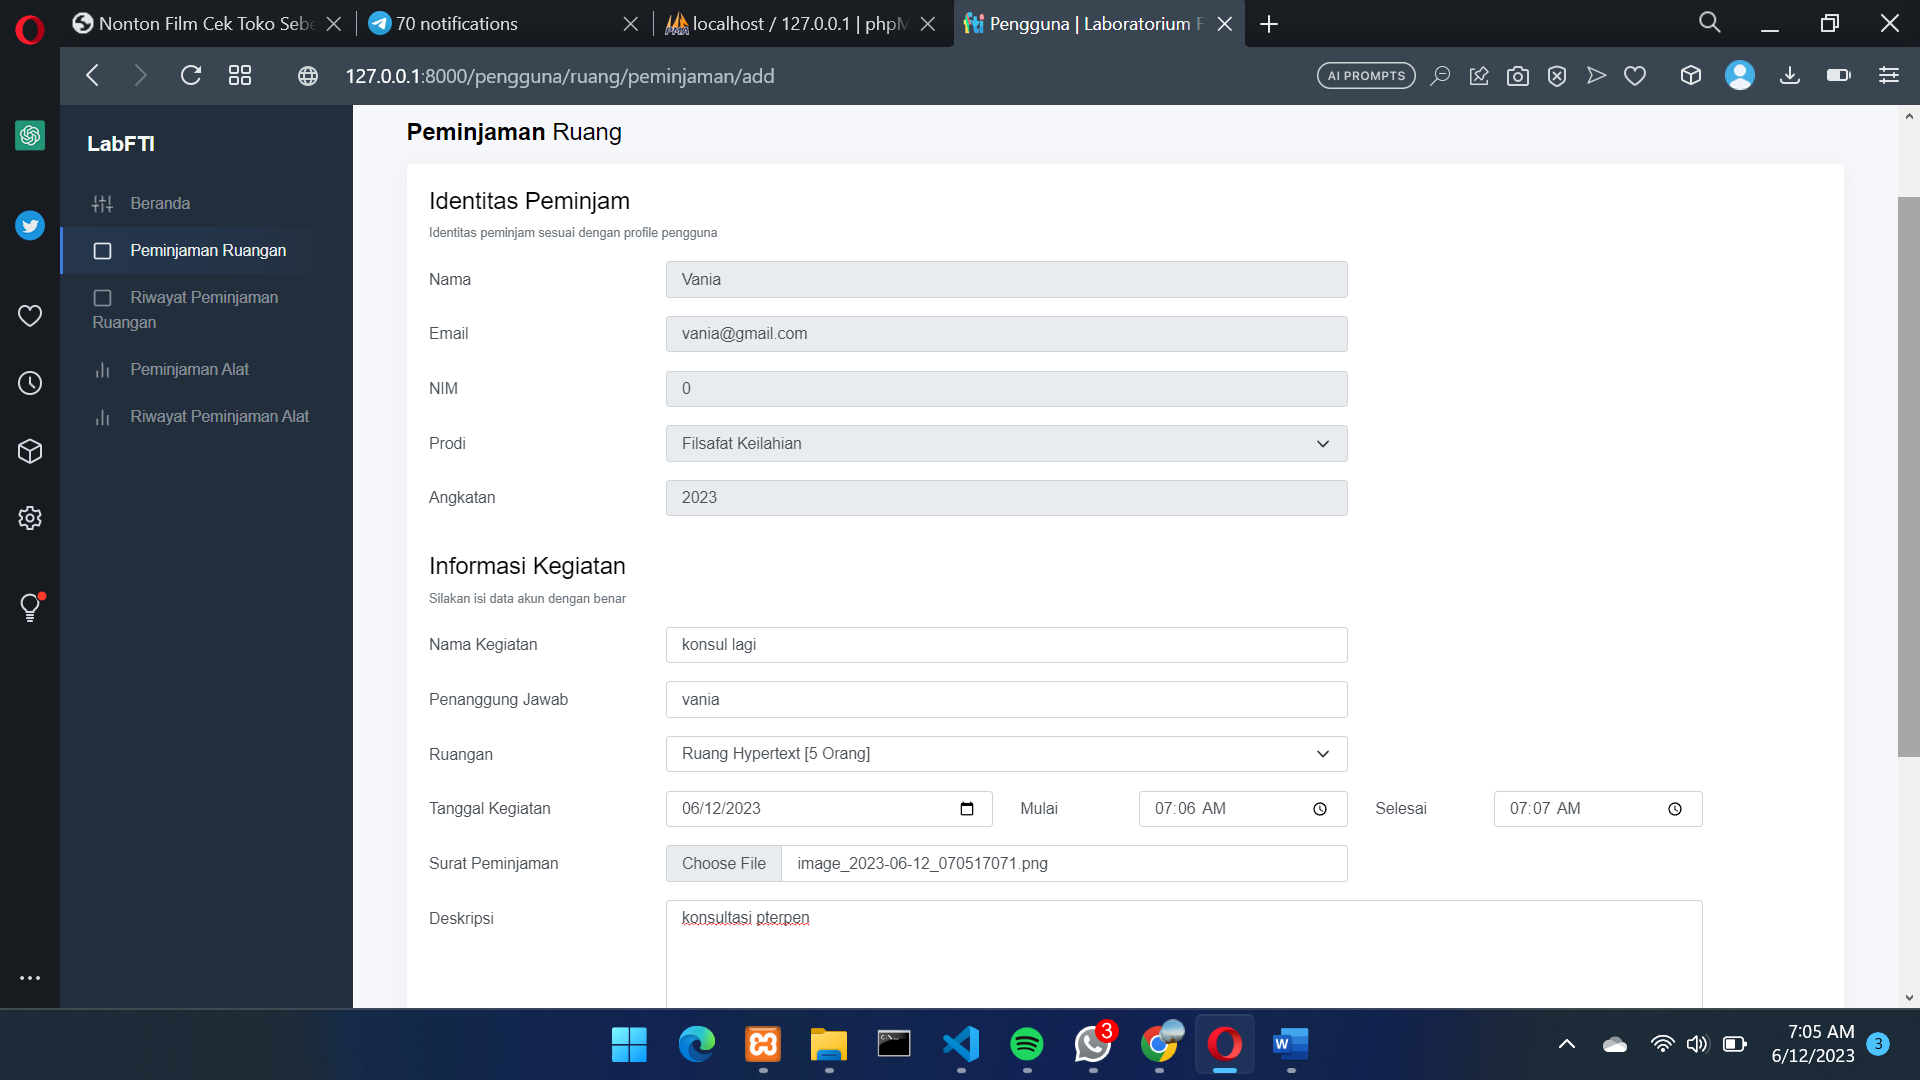 Nonton Film Cek Toko Sebe
70 notifications
localhost / 127.0.0.1 | phpM
Pengguna | Laboratorium F
127.0.0.1:8000/pengguna/ruang/peminjaman/add
AI PROMPTS
LabFTI
Beranda
Peminjaman Ruangan
Riwayat Peminjaman
Ruangan
Peminjaman Alat
Riwayat Peminjaman Alat
Peminjaman Ruang
Identitas Peminjam
Identitas peminjam sesuai dengan profile pengguna
Nama Vania
Email vania@gmail.com
NIM 0
Prodi Filsafat Keilahian
Angkatan 2023
Informasi Kegiatan
Silakan isi data akun dengan benar
Nama Kegiatan konsul lagi
Penanggung Jawab vania
Ruangan Ruang Hypertext [5 Orang]
Tanggal Kegiatan 06/12/2023 Mulai 07:06 AM Selesai 07:07 AM
Surat Peminjaman Choose File image_2023-06-12_070517071.png
Deskripsi konsultasi pterpen
3
7:05 AM
6/12/2023
3